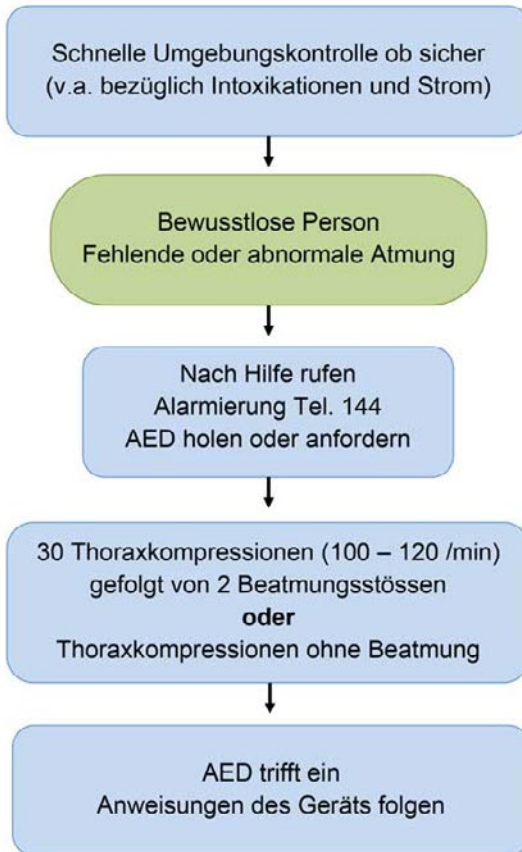 Schnelle Umgebungskontrolle ob sicher
(v.a. bezüglich Intoxikationen und Strom)
Bewusstlose Person
Fehlende oder abnormale Atmung
Nach Hilfe rufen
Alarmierung Tel. 144
AED holen oder anfordern
30 Thoraxkompressionen (100 – 120 /min)
gefolgt von 2 Beatmungsstössen
oder
Thoraxkompressionen ohne Beatmung
AED trifft ein
Anweisungen des Geräts folgen